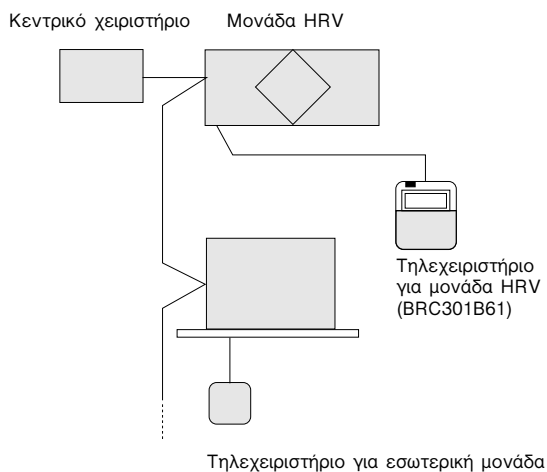 Κεντρικό χειριστήριο
Μονάδα HRV
Τηλεχειριστήριο
για μονάδα HRV
(BRC301B61)
Τηλεχειριστήριο για εσωτερική μονάδα